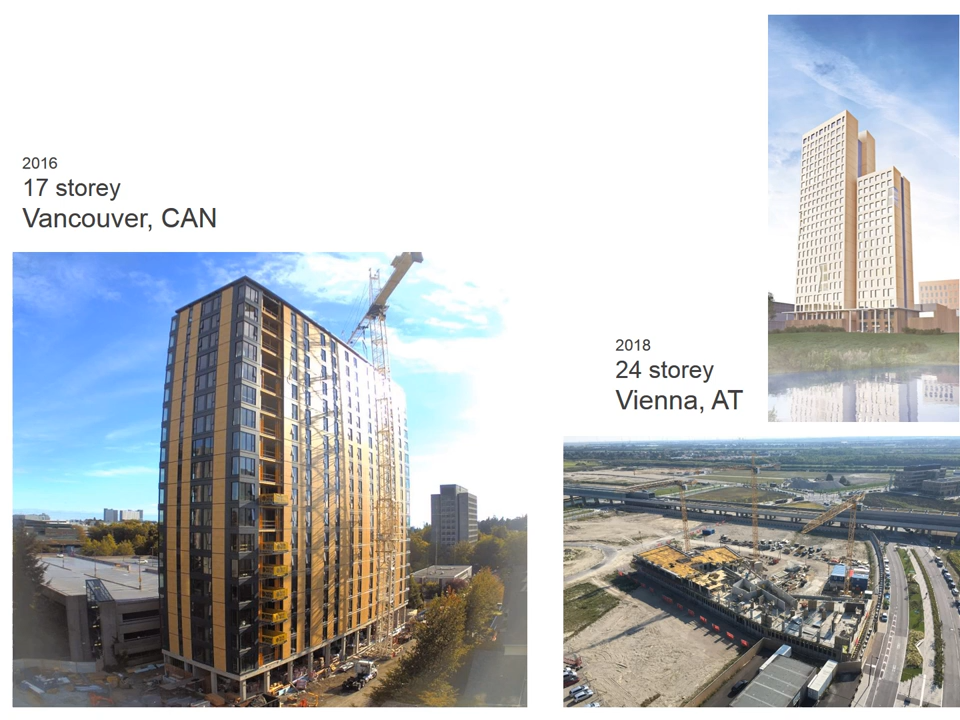 2016
17 storey
Vancouver, CAN
2018
24 storey
Vienna, AT